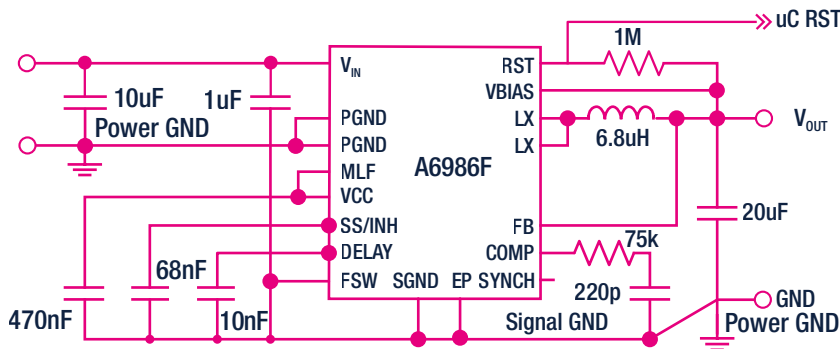 uC RST
1M
VIN
RST
10uF
1uF
VBIAS
Power GND
PGND
LX
VOUT
PGND
LX
6.8uH
MLF
A6986F
VCC
SS/INH
FB
20uF
DELAY
COMP
75k
68nF
FSW
SGND
EP
SYNCH
220p
GND
470nF
10nF
Signal GND
Power GND